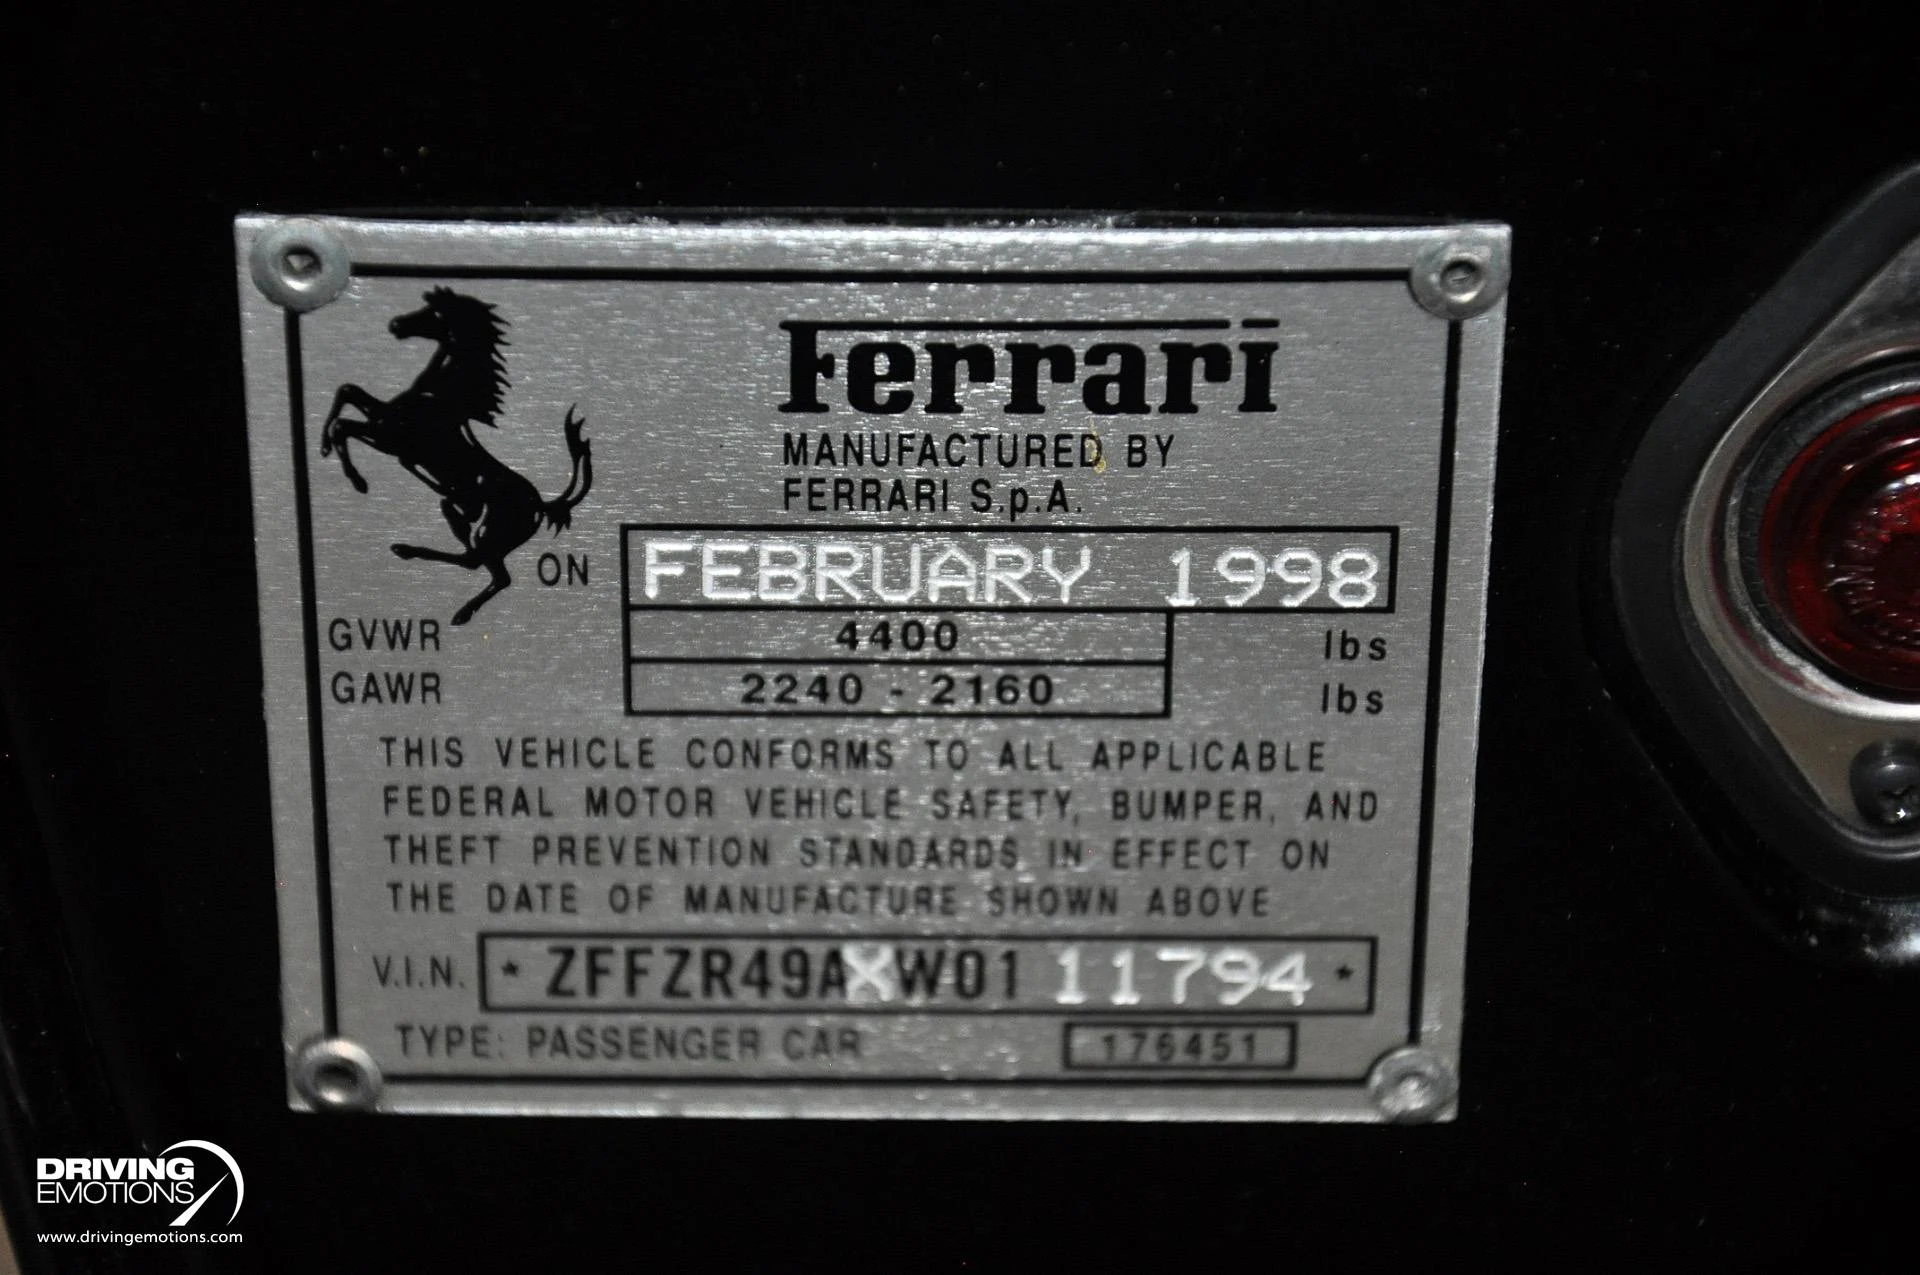 Ferrari
MANUFACTURED BY
FERRARI S.p.A.
ON FEBRUARY 1998
GVWR 4400 lbs
GAWR 2240 - 2160 lbs
THIS VEHICLE CONFORMS TO ALL APPLICABLE
FEDERAL MOTOR VEHICLE SAFETY, BUMPER, AND
THEFT PREVENTION STANDARDS IN EFFECT ON
THE DATE OF MANUFACTURE SHOWN ABOVE
V.I.N. * ZFFZR49AXW01 11794 *
TYPE: PASSENGER CAR 176451
DRIVING
EMOTIONS
www.drivingemotions.com